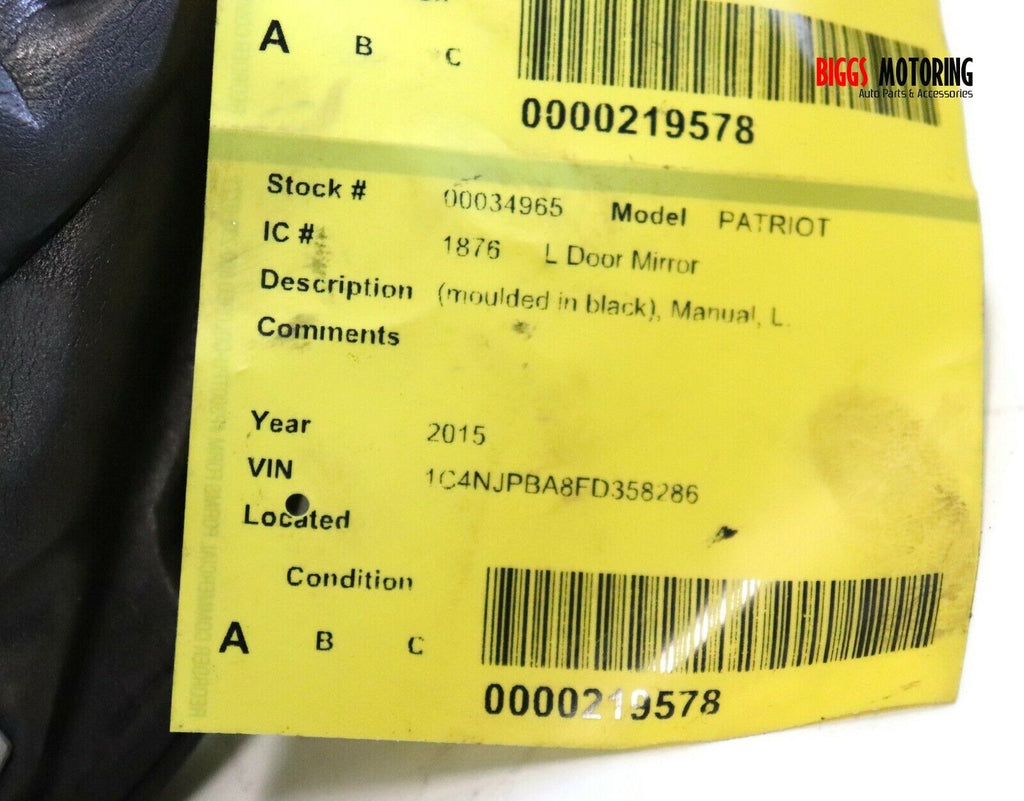 A B C
0000219578
BIGGS MOTORING
Auto Parts & Accessories
Stock # 00034965 Model PATRIOT
IC # 1876 L Door Mirror
Description (moulded in black), Manual, L.
Comments
Year 2015
VIN 1C4NJPBA8FD358286
Located
Condition
A B C
0000219578